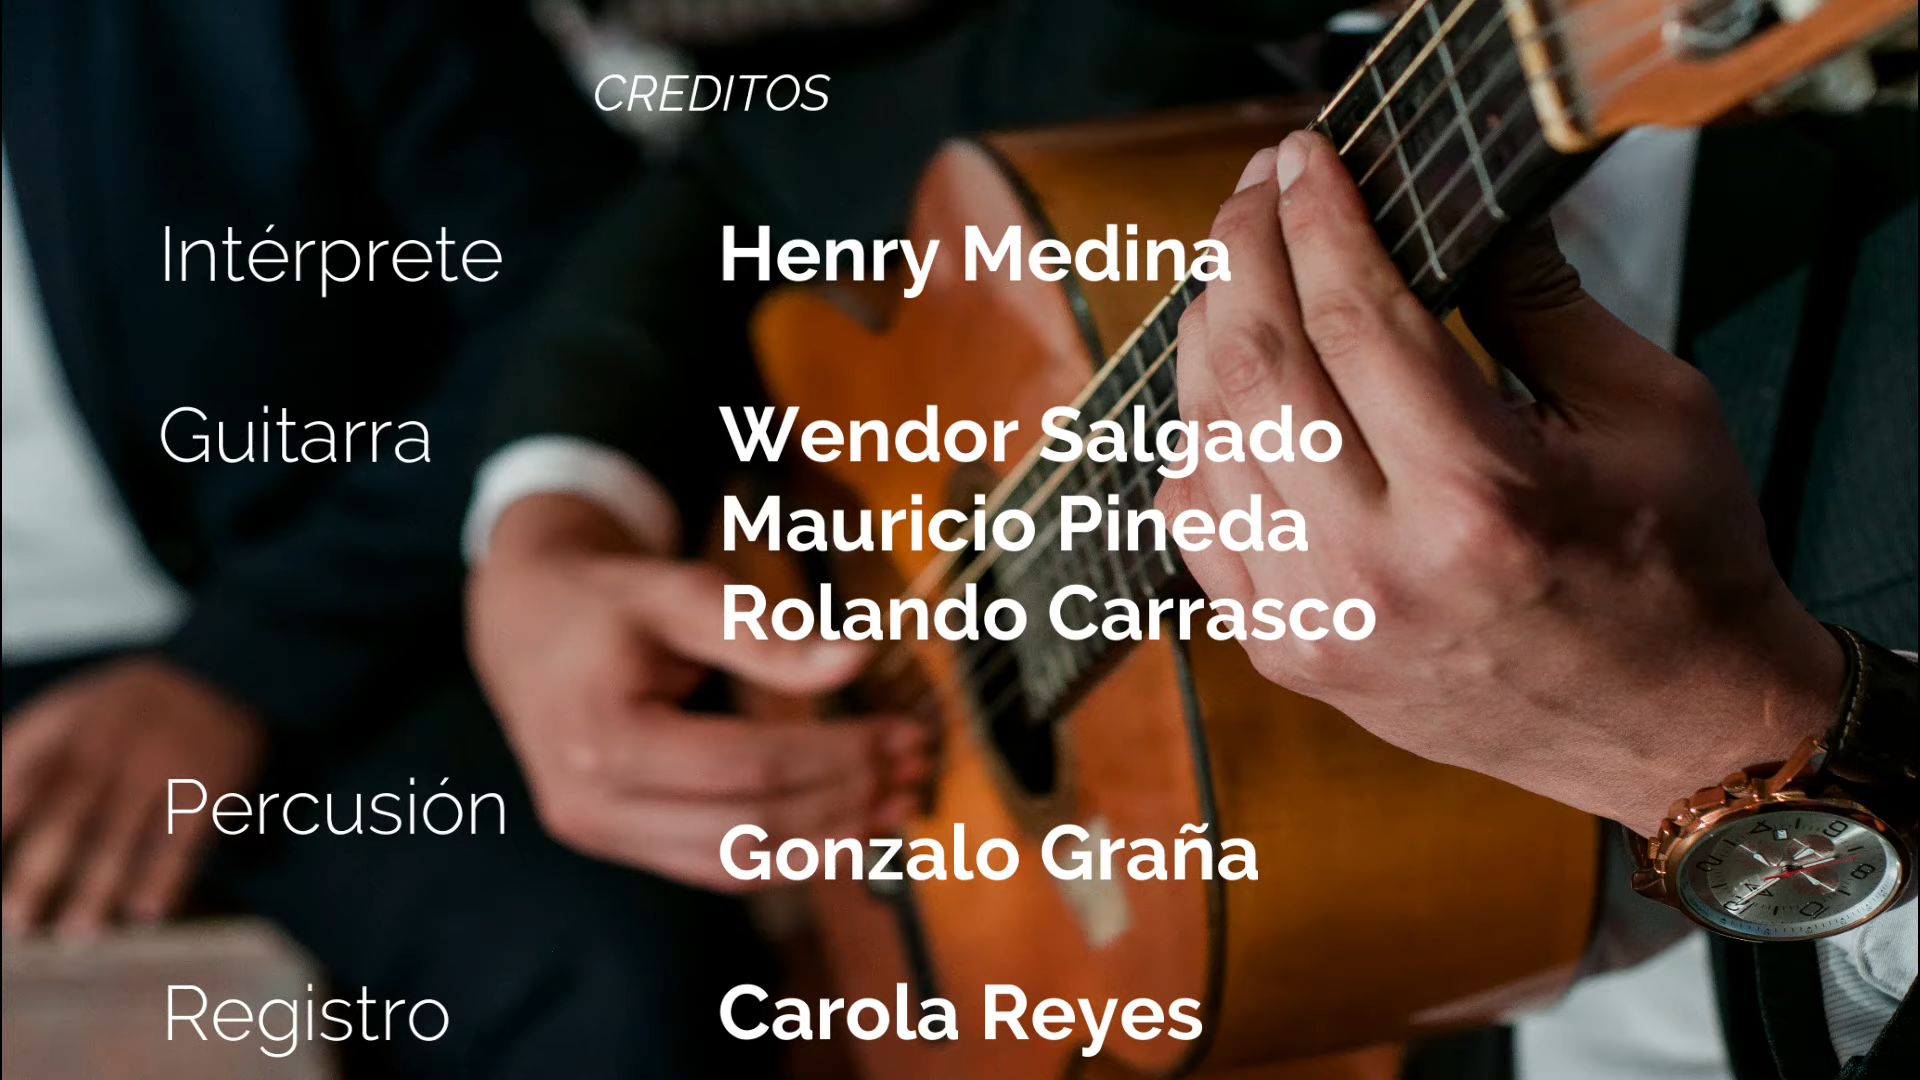 CREDITOS
Intérprete Henry Medina
Guitarra Wendor Salgado
Mauricio Pineda
Rolando Carrasco
Percusión
Gonzalo Graña
Registro Carola Reyes